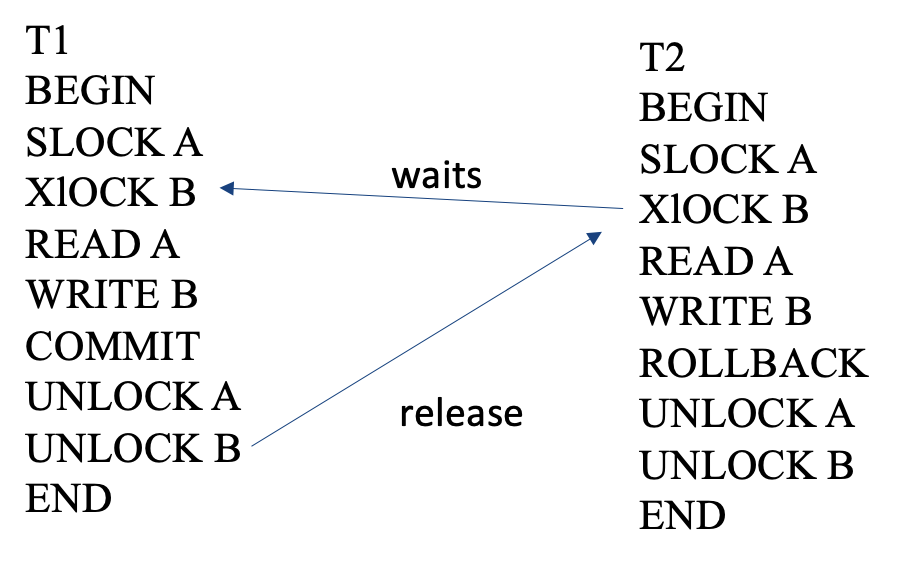 T1
BEGIN
SLOCK A
XlOCK B
READ A
WRITE B
COMMIT
UNLOCK A
UNLOCK B
END
waits
release
T2
BEGIN
SLOCK A
XlOCK B
READ A
WRITE B
ROLLBACK
UNLOCK A
UNLOCK B
END